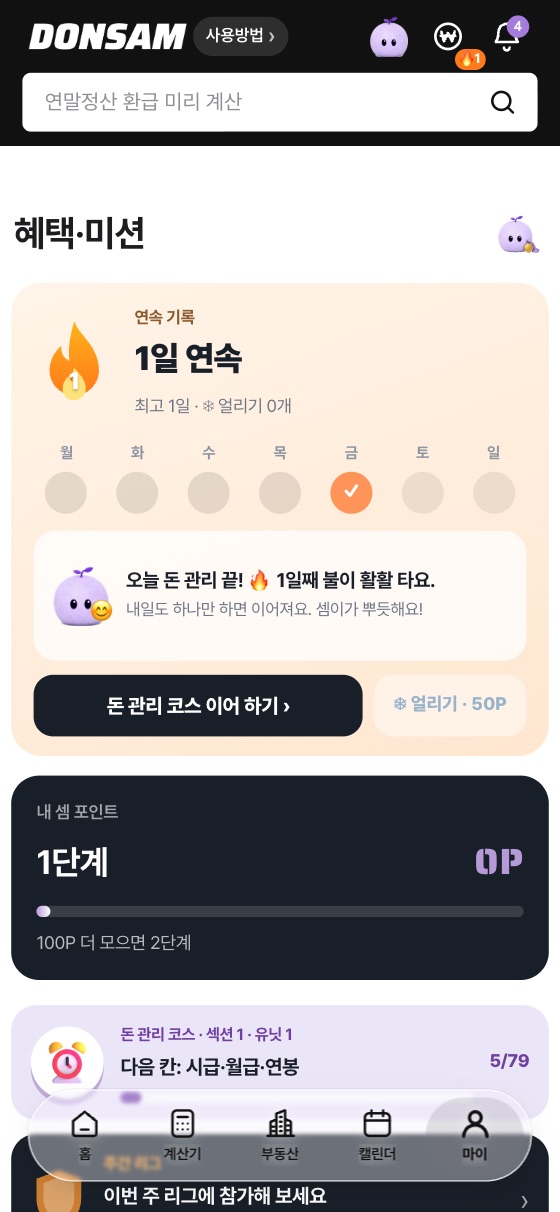 DONSAM 사용방법 › 4
🔥1
연말정산 환급 미리 계산
혜택·미션
연속 기록
1
1일 연속
최고 1일 · ❄ 얼리기 0개
월 화 수 목 금 토 일
오늘 돈 관리 끝! 🔥 1일째 불이 활활 타요.
내일도 하나만 하면 이어져요. 셈이가 뿌듯해요!
돈 관리 코스 이어 하기 › ❄ 얼리기 · 50P
내 셈 포인트
1단계 0P
100P 더 모으면 2단계
돈 관리 코스 · 섹션 1 · 유닛 1
다음 칸: 시급·월급·연봉 5/79
홈 계산기 부동산 캘린더 마이
주간 리그
이번 주 리그에 참가해 보세요 ›